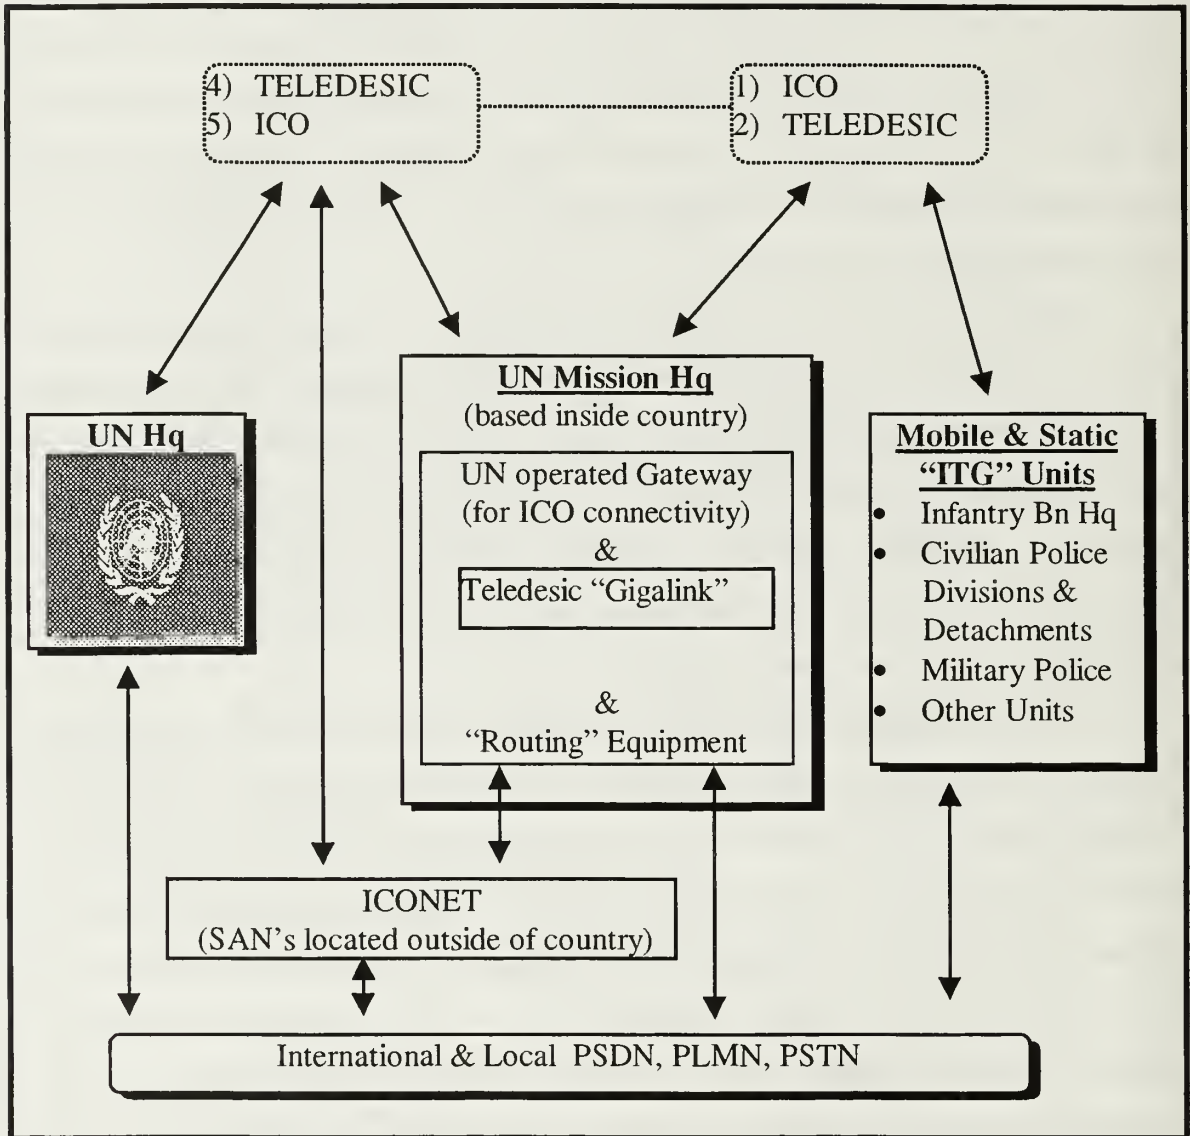 4) TELEDESIC
5) ICO
1) ICO
2) TELEDESIC
UN Hq
UN Mission Hq
(based inside country)
UN operated Gateway
(for ICO connectivity)
&
Teledesic “Gigalink”
&
“Routing” Equipment
Mobile & Static
“ITG” Units
• Infantry Bn Hq
• Civilian Police
Divisions &
Detachments
• Military Police
• Other Units
ICONET
(SAN's located outside of country)
International & Local PSDN, PLMN, PSTN